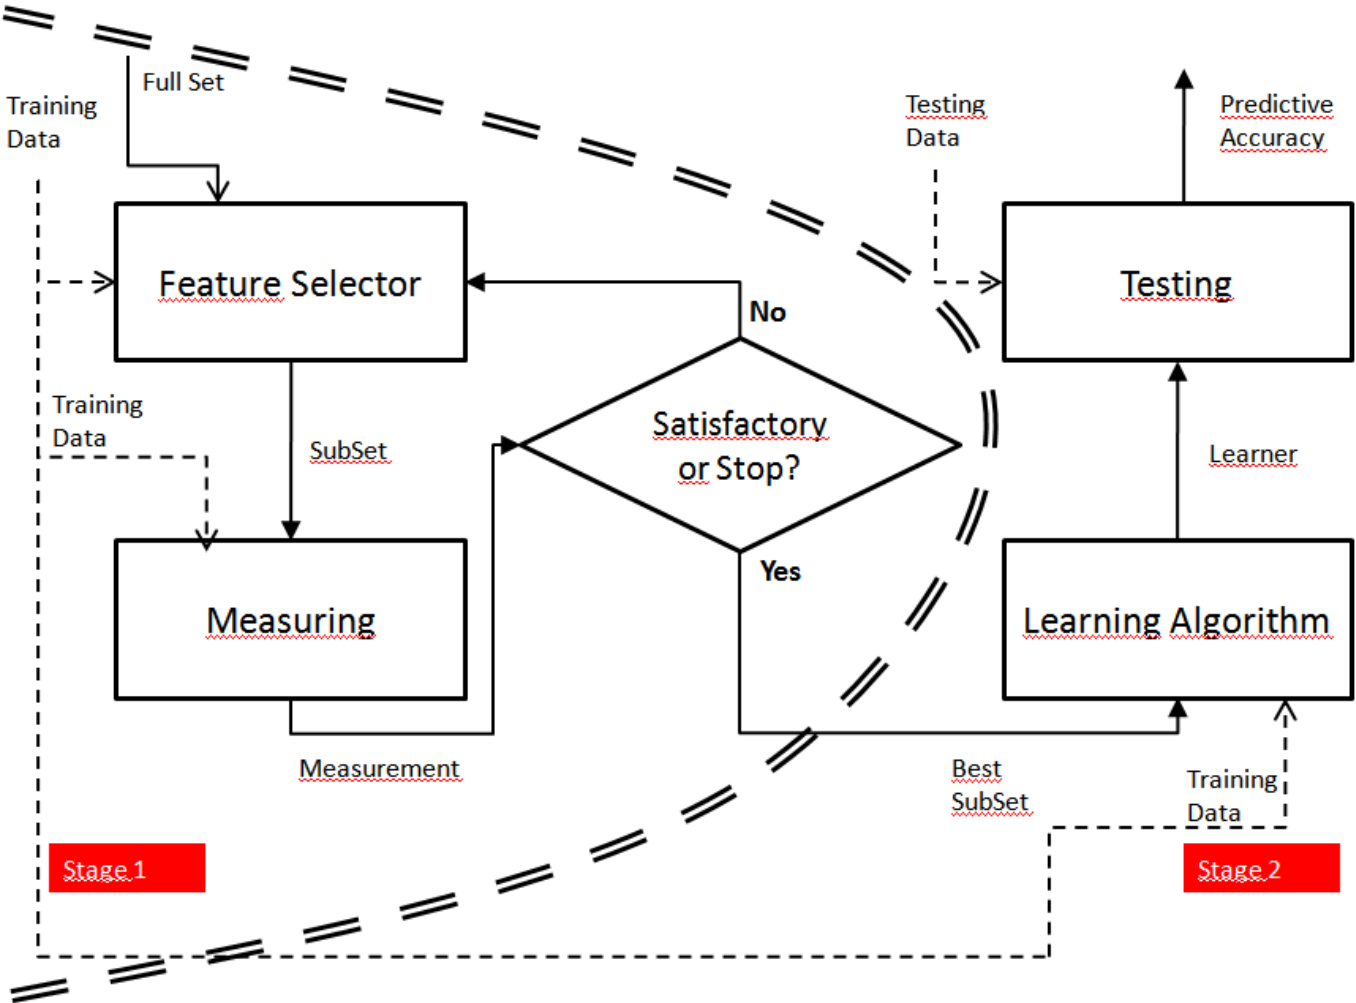 Full Set
Training
Data
Testing
Data
Predictive
Accuracy
Feature Selector
Testing
No
Training
Data
SubSet
Satisfactory
or Stop?
Learner
Yes
Measuring
Learning Algorithm
Measurement
Best
SubSet
Training
Data
Stage 1
Stage 2